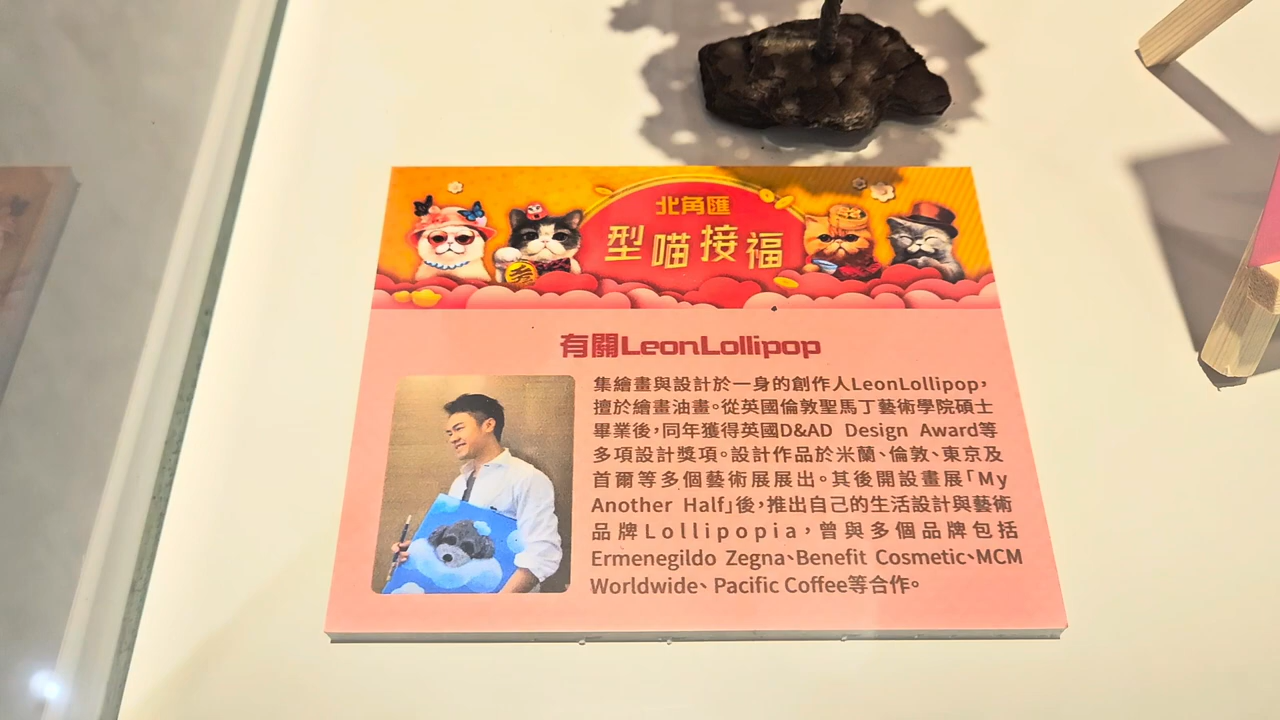 北角匯
型喵接福
有關LeonLollipop
集繪畫與設計於一身的創作人LeonLollipop，
擅於繪畫油畫。從英國倫敦聖馬丁藝術學院碩士
畢業後，同年獲得英國D&AD Design Award等
多項設計獎項。設計作品於米蘭、倫敦、東京及
首爾等多個藝術展展出。其後開設畫展「My
Another Half」後，推出自己的生活設計與藝術
品牌Lollipopia，曾與多個品牌包括
Ermenegildo Zegna、Benefit Cosmetic、MCM
Worldwide、Pacific Coffee等合作。